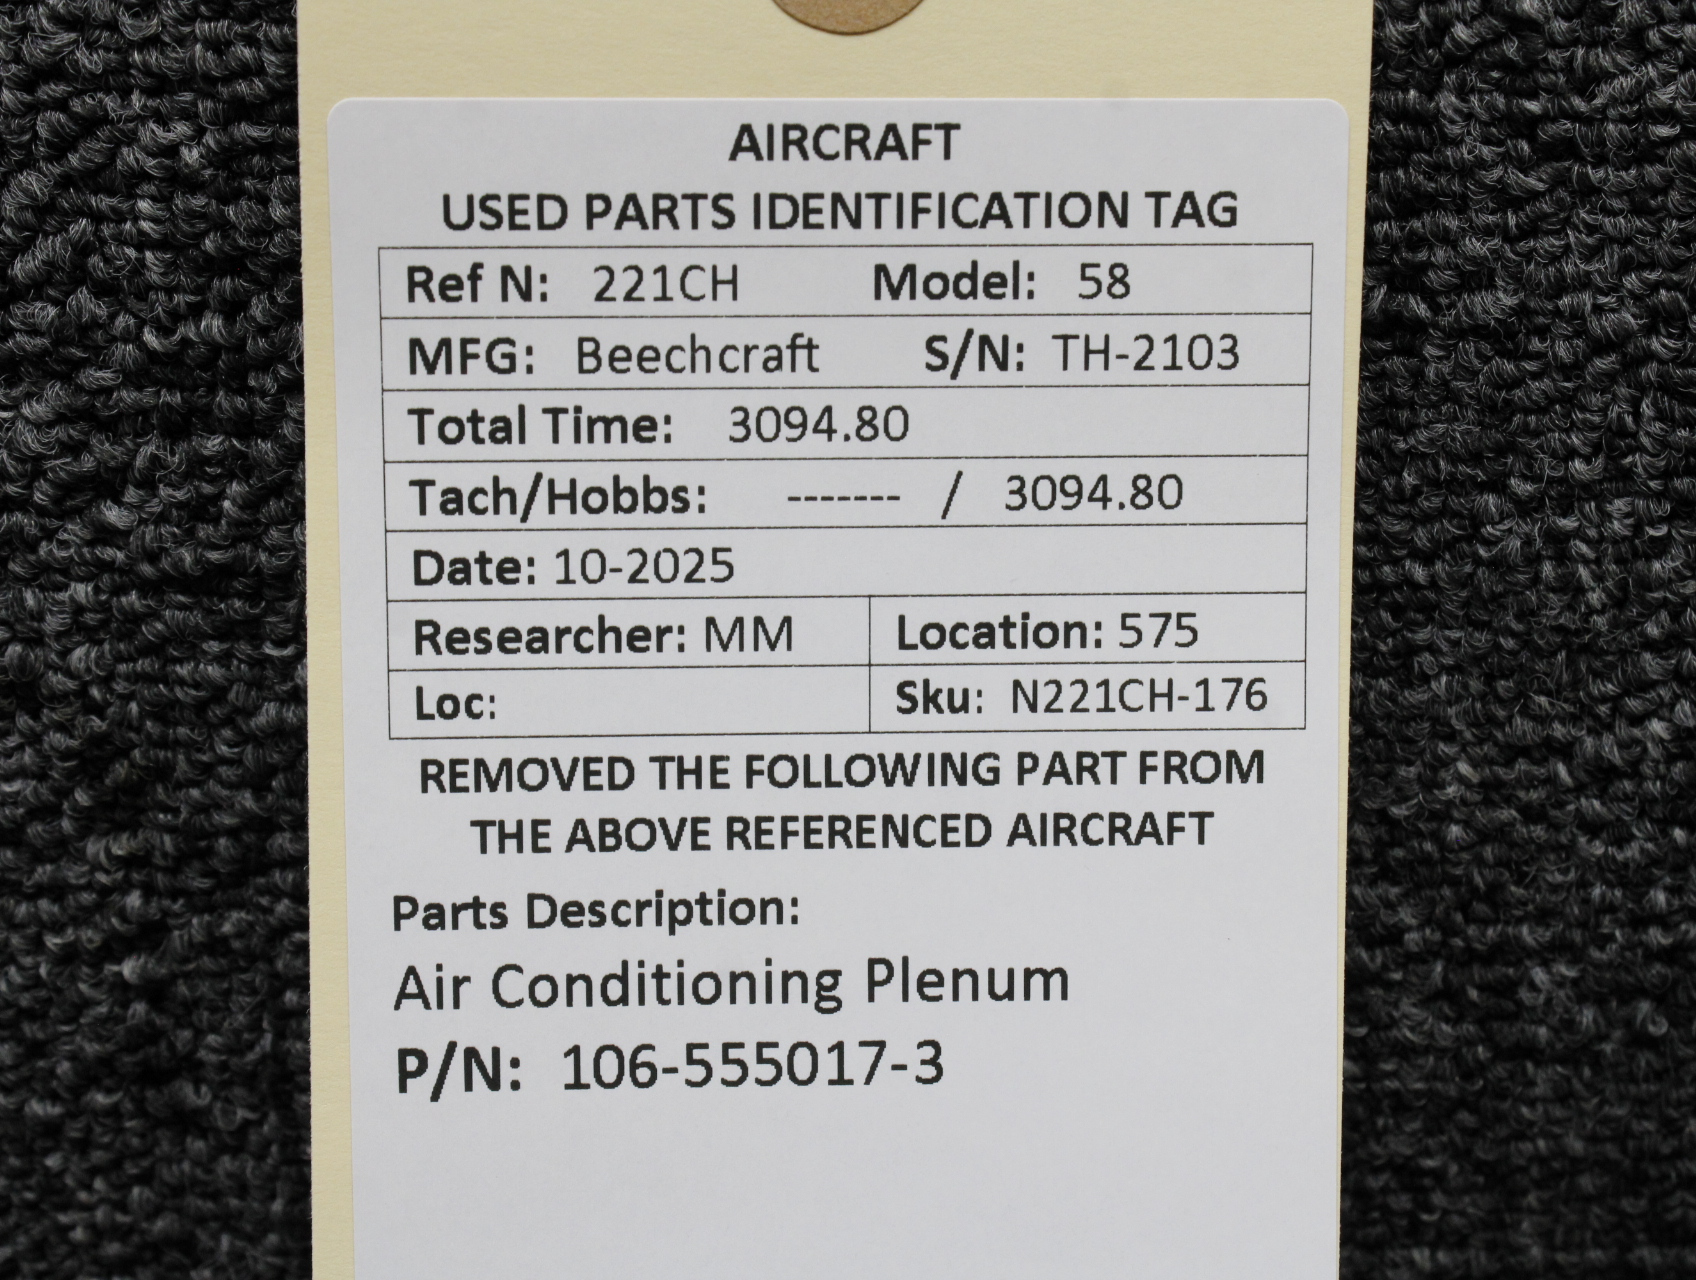 AIRCRAFT
USED PARTS IDENTIFICATION TAG
Ref N: 221CH Model: 58
MFG: Beechcraft S/N: TH-2103
Total Time: 3094.80
Tach/Hobbs: ------- / 3094.80
Date: 10-2025
Researcher: MM Location: 575
Loc: Sku: N221CH-176
REMOVED THE FOLLOWING PART FROM
THE ABOVE REFERENCED AIRCRAFT
Parts Description:
Air Conditioning Plenum
P/N: 106-555017-3